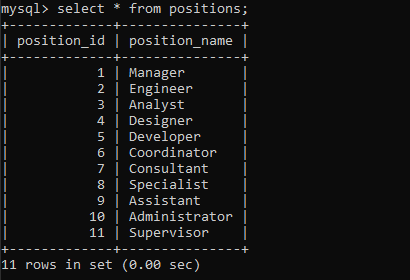 mysql> select * from positions;
+-------------+---------------+
| position_id | position_name |
+-------------+---------------+
|           1 | Manager       |
|           2 | Engineer      |
|           3 | Analyst       |
|           4 | Designer      |
|           5 | Developer     |
|           6 | Coordinator   |
|           7 | Consultant    |
|           8 | Specialist    |
|           9 | Assistant     |
|          10 | Administrator |
|          11 | Supervisor    |
+-------------+---------------+
11 rows in set (0.00 sec)